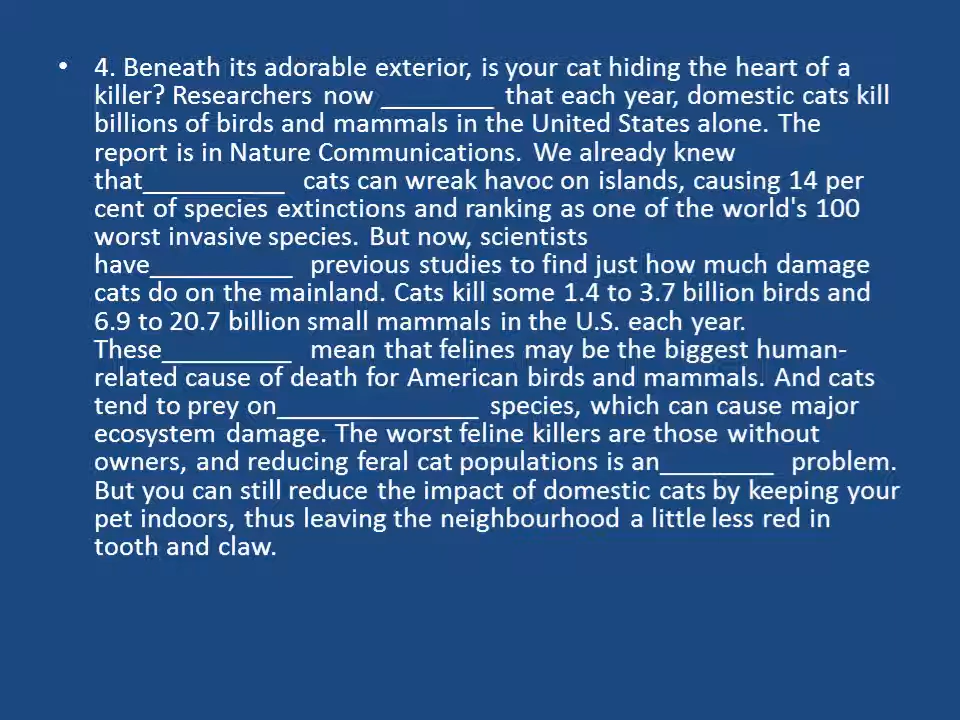 • 4. Beneath its adorable exterior, is your cat hiding the heart of a
killer? Researchers now ________ that each year, domestic cats kill
billions of birds and mammals in the United States alone. The
report is in Nature Communications. We already knew
that__________ cats can wreak havoc on islands, causing 14 per
cent of species extinctions and ranking as one of the world's 100
worst invasive species. But now, scientists
have__________ previous studies to find just how much damage
cats do on the mainland. Cats kill some 1.4 to 3.7 billion birds and
6.9 to 20.7 billion small mammals in the U.S. each year.
These_________ mean that felines may be the biggest human-
related cause of death for American birds and mammals. And cats
tend to prey on______________ species, which can cause major
ecosystem damage. The worst feline killers are those without
owners, and reducing feral cat populations is an________ problem.
But you can still reduce the impact of domestic cats by keeping your
pet indoors, thus leaving the neighbourhood a little less red in
tooth and claw.